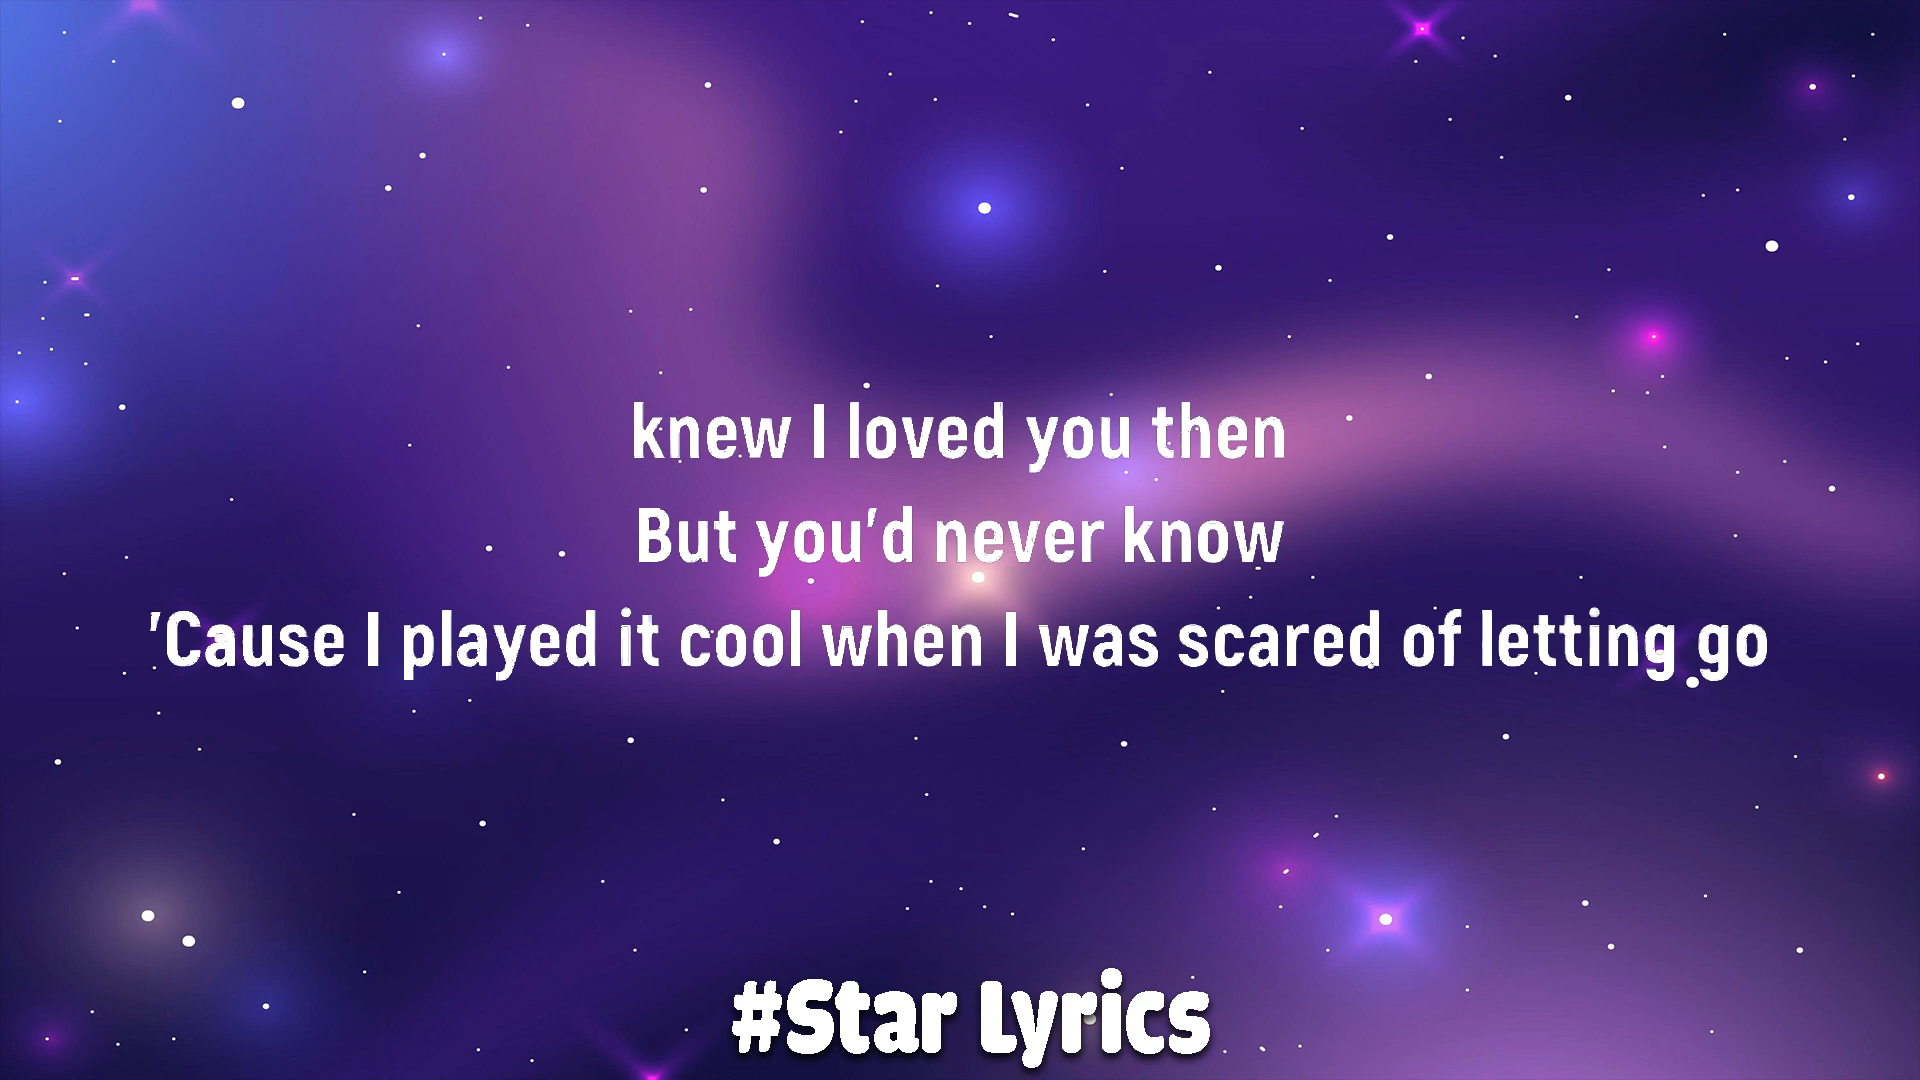 knew I loved you then
But you'd never know
'Cause I played it cool when I was scared of letting go
#Star Lyrics